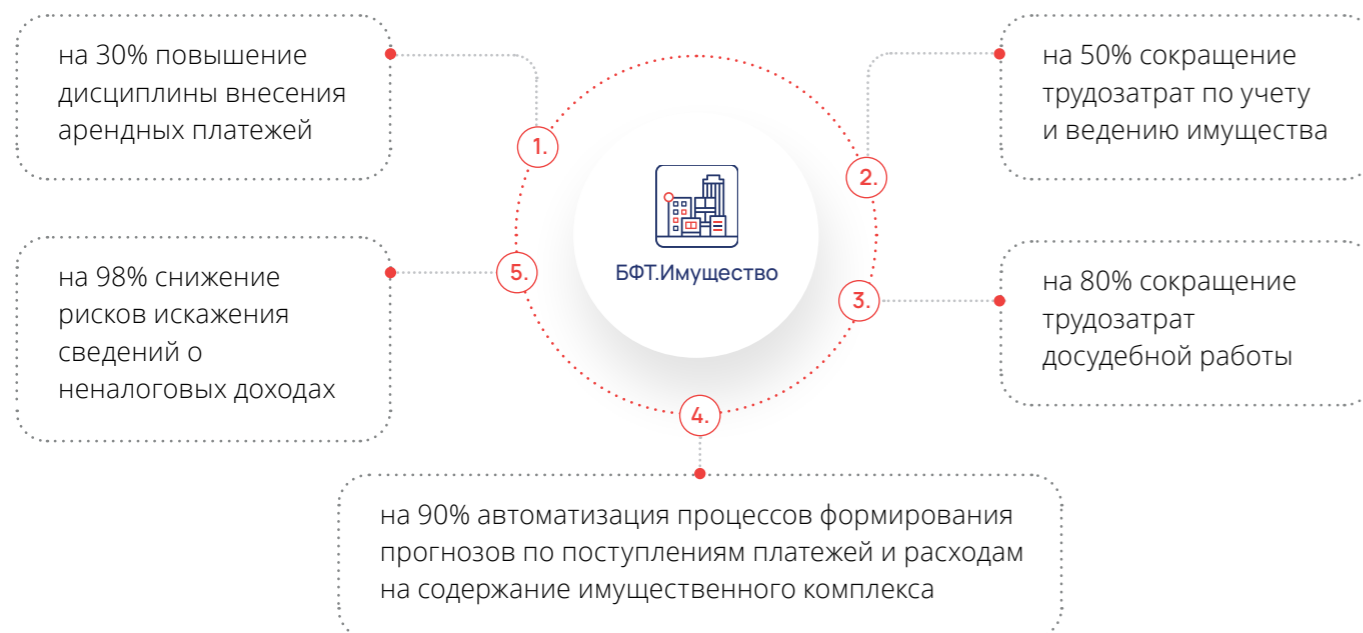 на 30% повышение
дисциплины внесения
арендных платежей
1.
на 50% сокращение
трудозатрат по учету
и ведению имущества
2.
БФТ.Имущество
на 98% снижение
рисков искажения
сведений о
неналоговых доходах
5.
3.
на 80% сокращение
трудозатрат
досудебной работы
4.
на 90% автоматизация процессов формирования
прогнозов по поступлениям платежей и расходам
на содержание имущественного комплекса